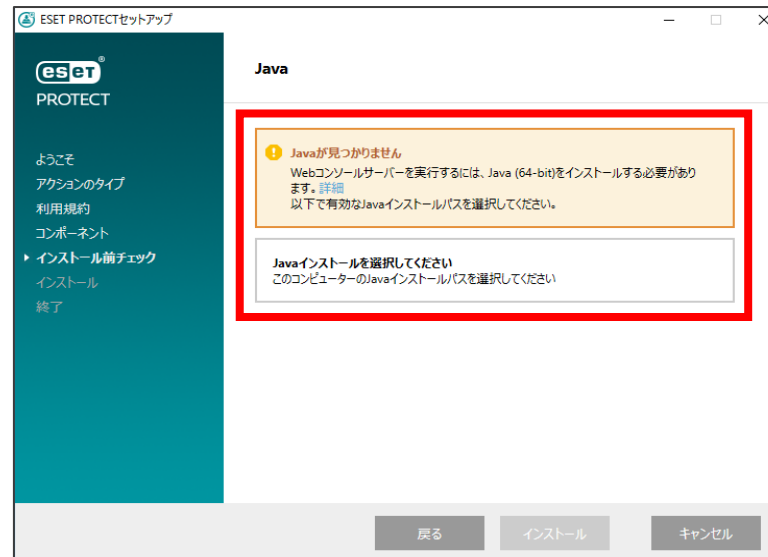 ESET PROTECTセットアップ
eseT®
PROTECT
Java
ようこそ
アクションのタイプ
利用規約
コンポーネント
インストール前チェック
インストール
終了
Javaが見つかりません
Webコンソールサーバーを実行するには、Java (64-bit)をインストールする必要があり
ます。詳細
以下で有効なJavaインストールパスを選択してください。
Javaインストールを選択してください
このコンピューターのJavaインストールパスを選択してください
戻る
インストール
キャンセル